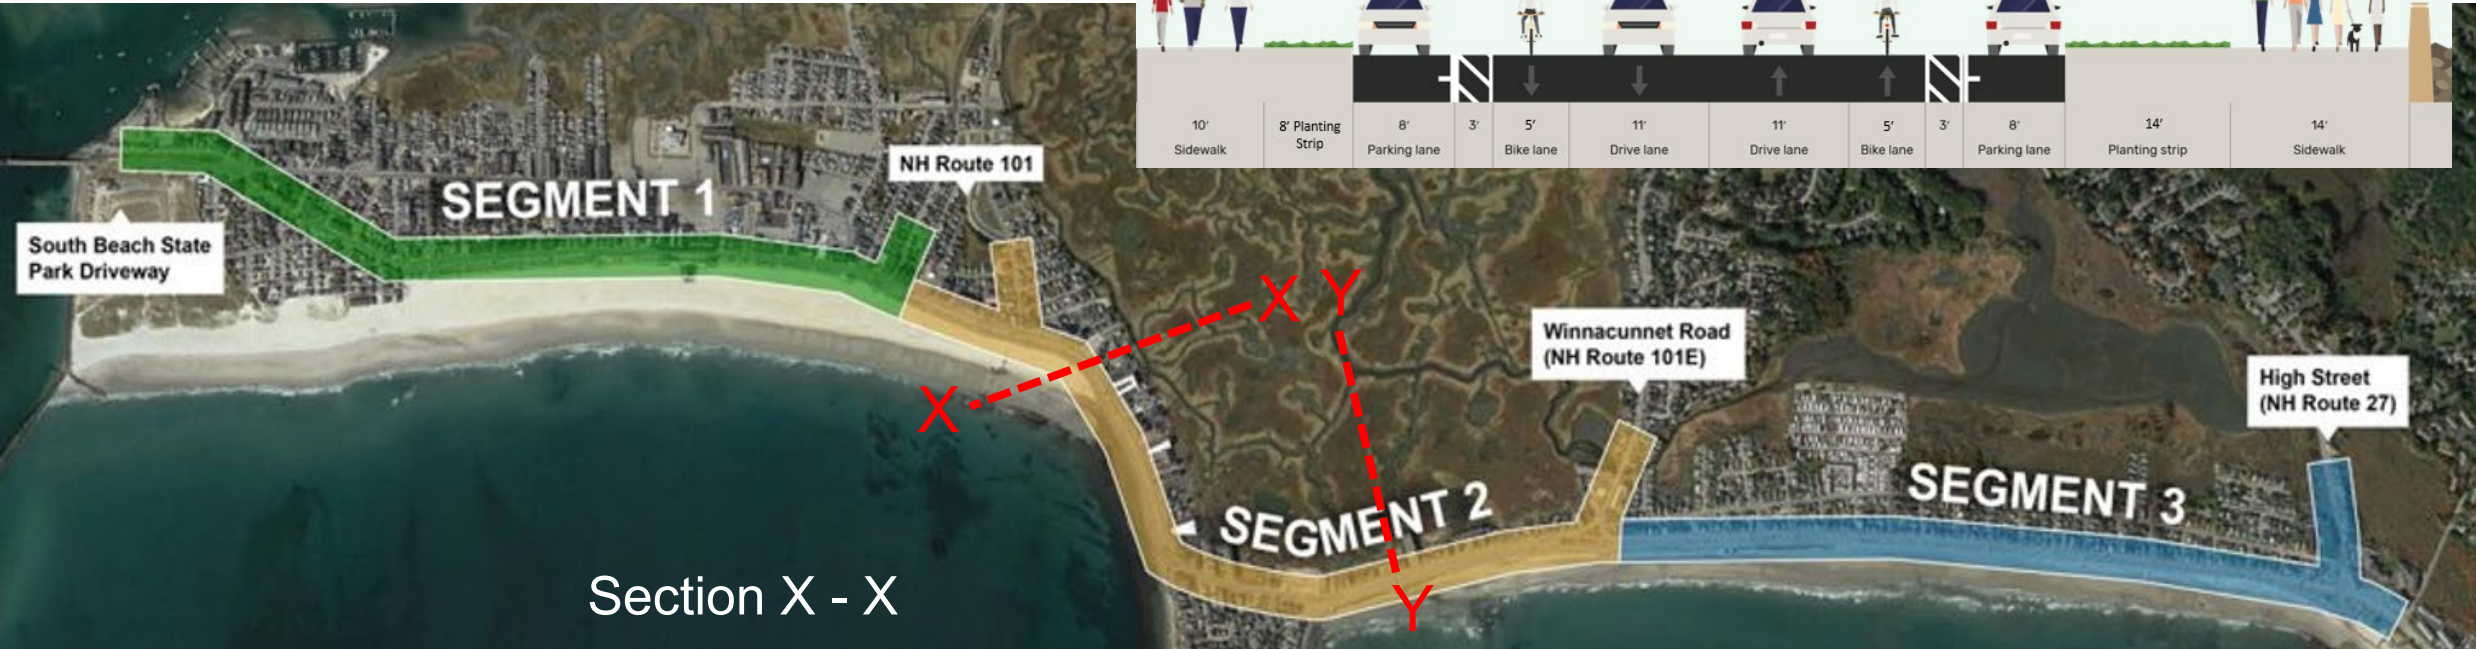 10'
Sidewalk
8' Planting
Strip
8'
Parking lane
3'
5'
Bike lane
11'
Drive lane
11'
Drive lane
5'
Bike lane
3'
8'
Parking lane
14'
Planting strip
14'
Sidewalk
NH Route 101
SEGMENT 1
South Beach State
Park Driveway
X
Y
Winnacunnet Road
(NH Route 101E)
High Street
(NH Route 27)
X
SEGMENT 2
SEGMENT 3
Section X - X
Y